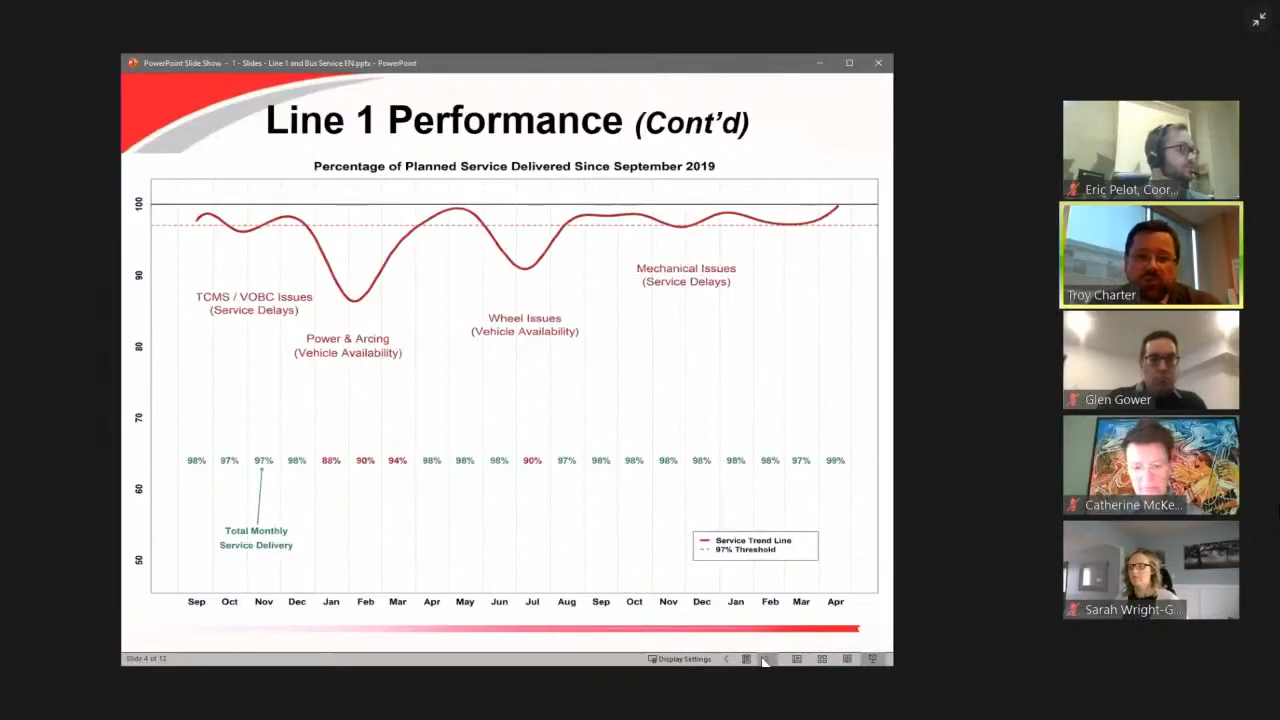 PowerPoint Slide Show - 1 - Slides - Line 1 and Bus Service.EN.pptx - PowerPoint
Line 1 Performance (Cont'd)
Percentage of Planned Service Delivered Since September 2019
100
90
80
70
60
50
TCMS / VOBC Issues
(Service Delays)
Power & Arcing
(Vehicle Availability)
Wheel Issues
(Vehicle Availability)
Mechanical Issues
(Service Delays)
98% 97% 97% 98% 88% 90% 94% 98% 98% 98% 90% 97% 98% 98% 98% 98% 98% 98% 97% 99%
Total Monthly
Service Delivery
Service Trend Line
97% Threshold
Sep Oct Nov Dec Jan Feb Mar Apr May Jun Jul Aug Sep Oct Nov Dec Jan Feb Mar Apr
Slide 4 of 12
Display Settings
Eric Pelot, Coor...
Troy Charter
Glen Gower
Catherine McKe...
Sarah Wright-G...